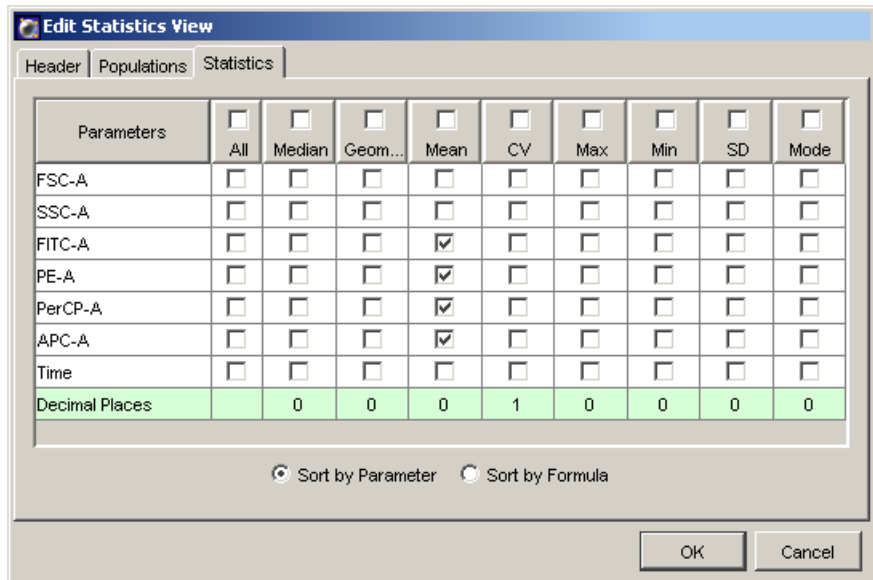 Edit Statistics View
Header Populations Statistics
Parameters All Median Geom... Mean CV Max Min SD Mode
FSC-A
SSC-A
FITC-A
PE-A
PerCP-A
APC-A
Time
Decimal Places 0 0 0 1 0 0 0 0
Sort by Parameter Sort by Formula
OK Cancel